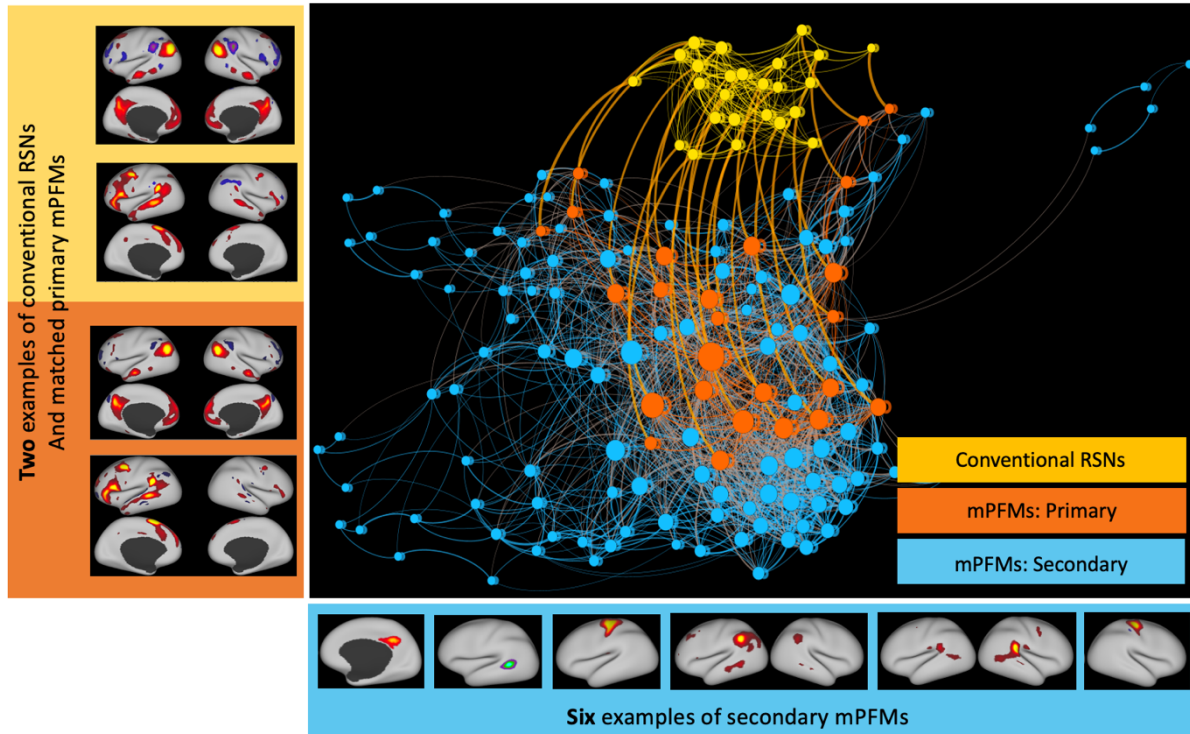 Two examples of conventional RSNs
And matched primary mPFMs
Conventional RSNs
mPFMs: Primary
mPFMs: Secondary
Six examples of secondary mPFMs